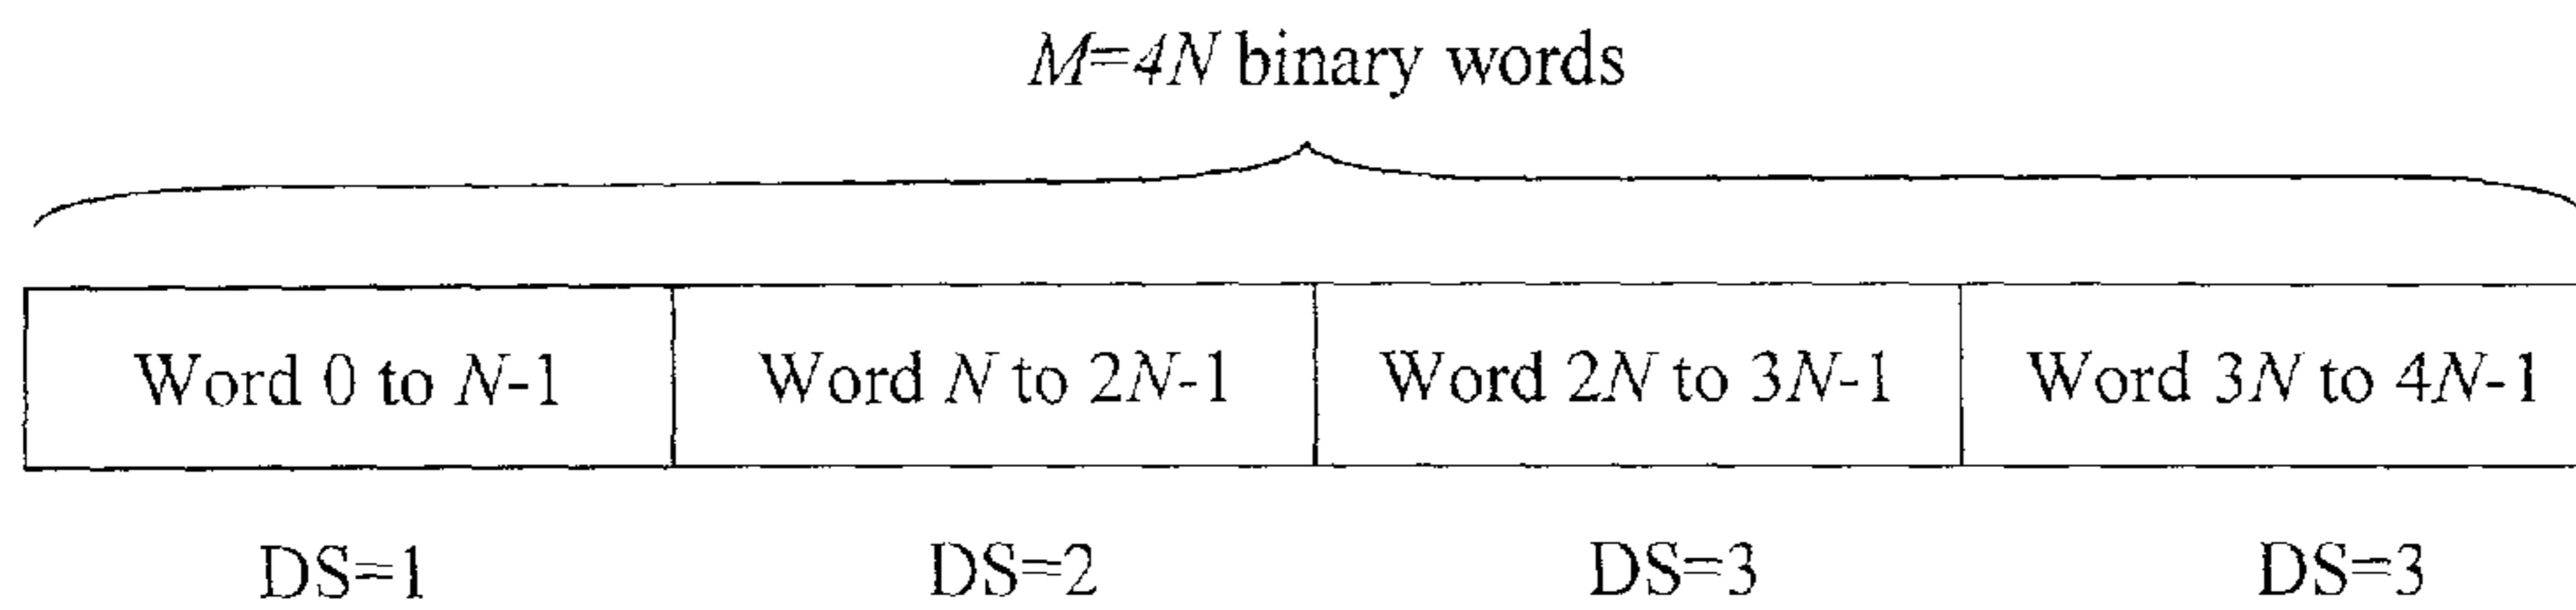 M=4N binary words
Word 0 to N-1 Word N to 2N-1 Word 2N to 3N-1 Word 3N to 4N-1
DS=1 DS=2 DS=3 DS=3